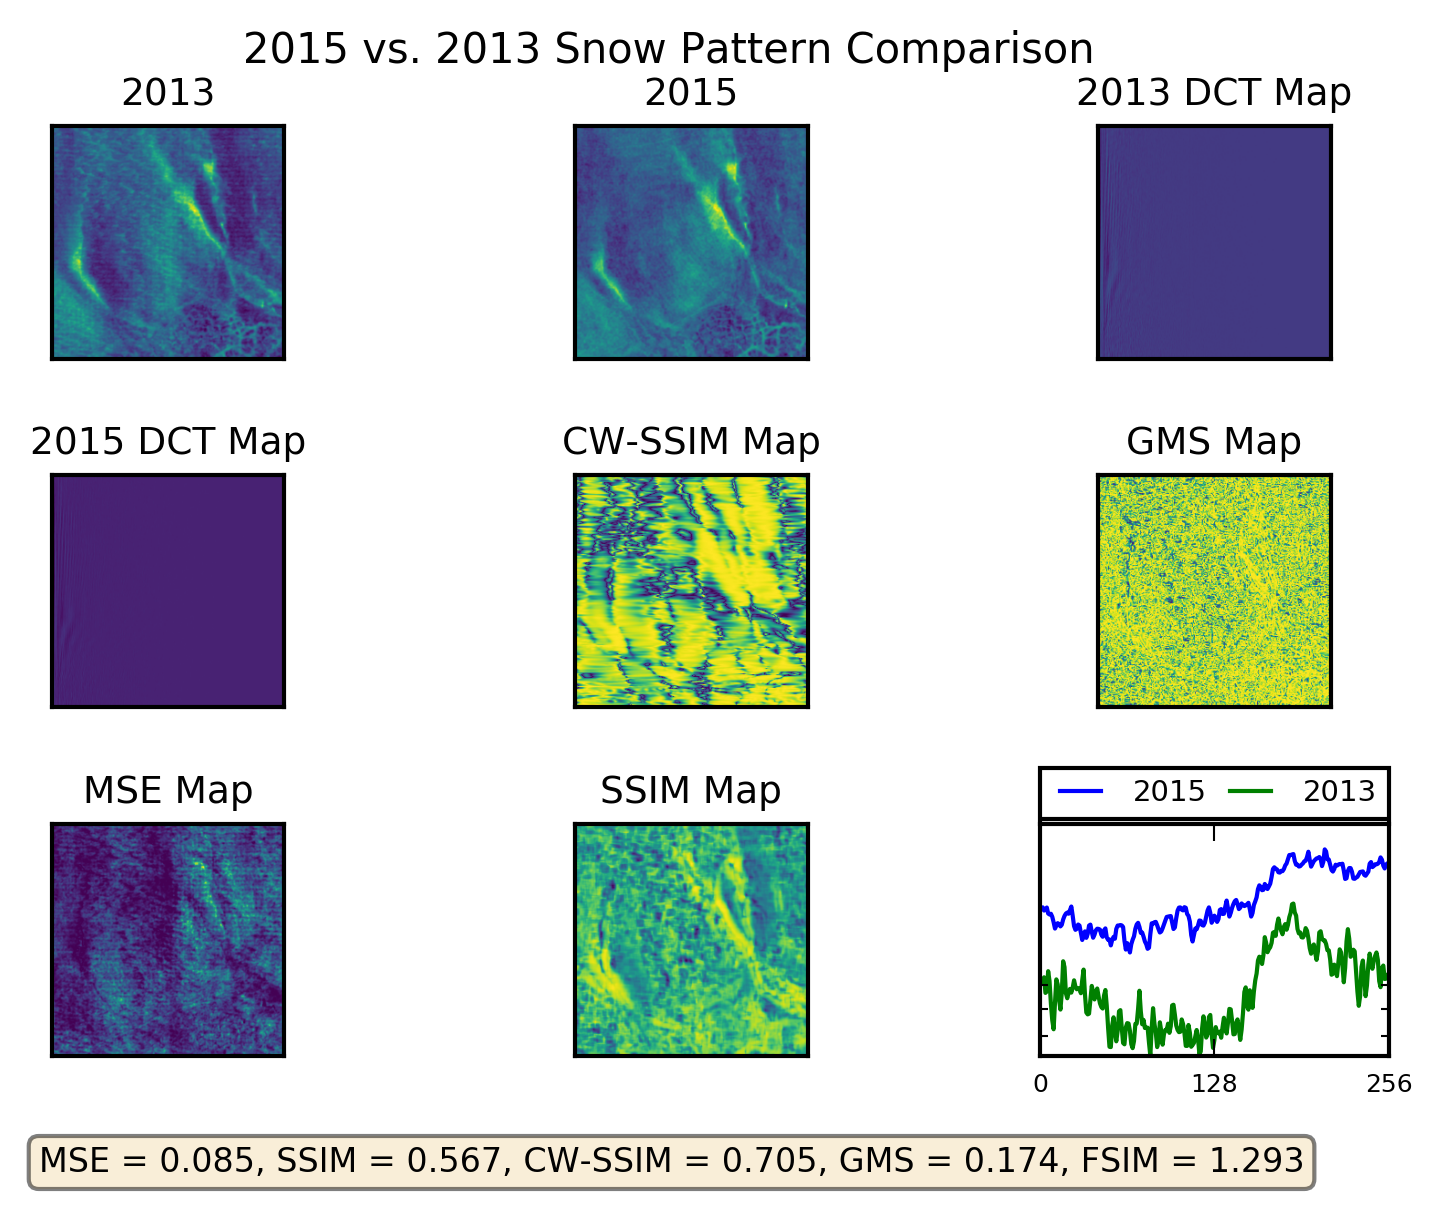 2015 vs. 2013 Snow Pattern Comparison
2013
2015
2013 DCT Map
2015 DCT Map
CW-SSIM Map
GMS Map
MSE Map
SSIM Map
2015
2013
0
128
256
MSE = 0.085, SSIM = 0.567, CW-SSIM = 0.705, GMS = 0.174, FSIM = 1.293